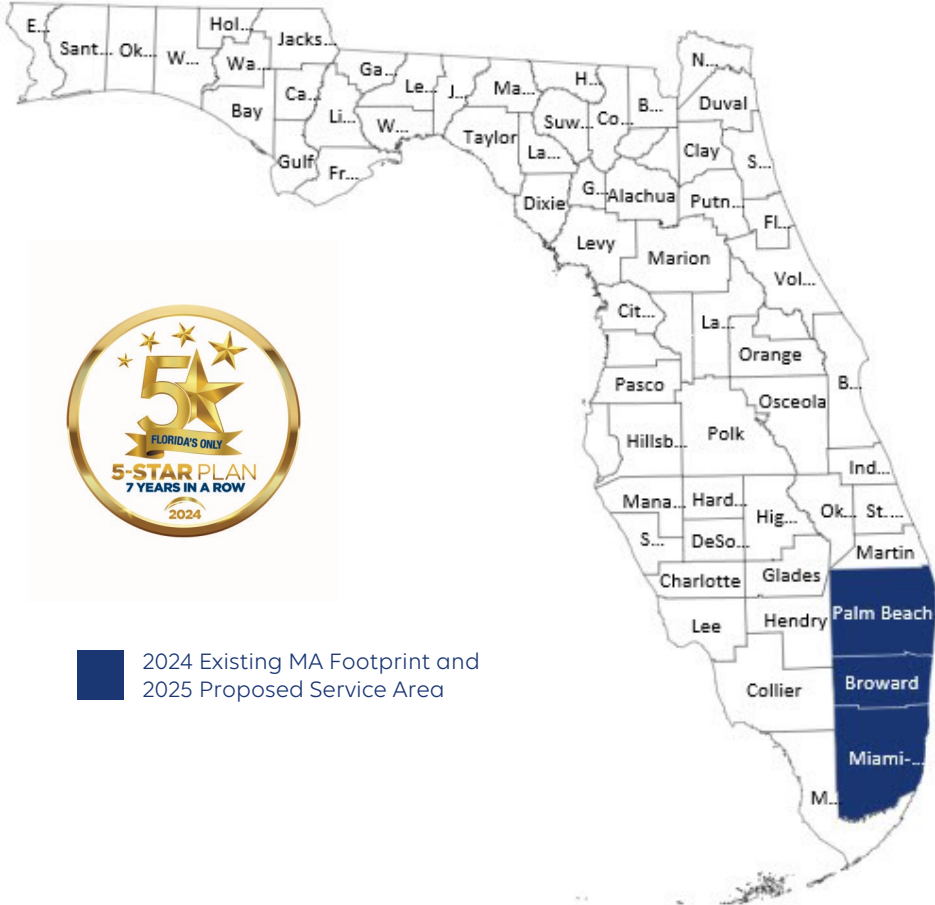 E...
Sant...
Ok...
W...
Hol...
Wa...
Jacks...
Bay
Ca...
Gulf
Li...
Fr...
Ga...
Le...
W...
J...
Ma...
Taylor
H...
Suw...
La...
Dixie
Co...
B...
N...
Duval
Clay
S...
G...
Alachua
Putn...
Fl...
Levy
Marion
Vol...
Cit...
La...
Orange
Pasco
Osceola
B...
Hillsb...
Polk
Ind...
Mana...
Hard...
Hig...
Ok...
St. ...
S...
DeSo...
Martin
Charlotte
Glades
Lee
Hendry
Palm Beach
Collier
Broward
Miami-...
M...
5
FLORIDA'S ONLY
5-STAR PLAN
7 YEARS IN A ROW
2024
2024 Existing MA Footprint and
2025 Proposed Service Area